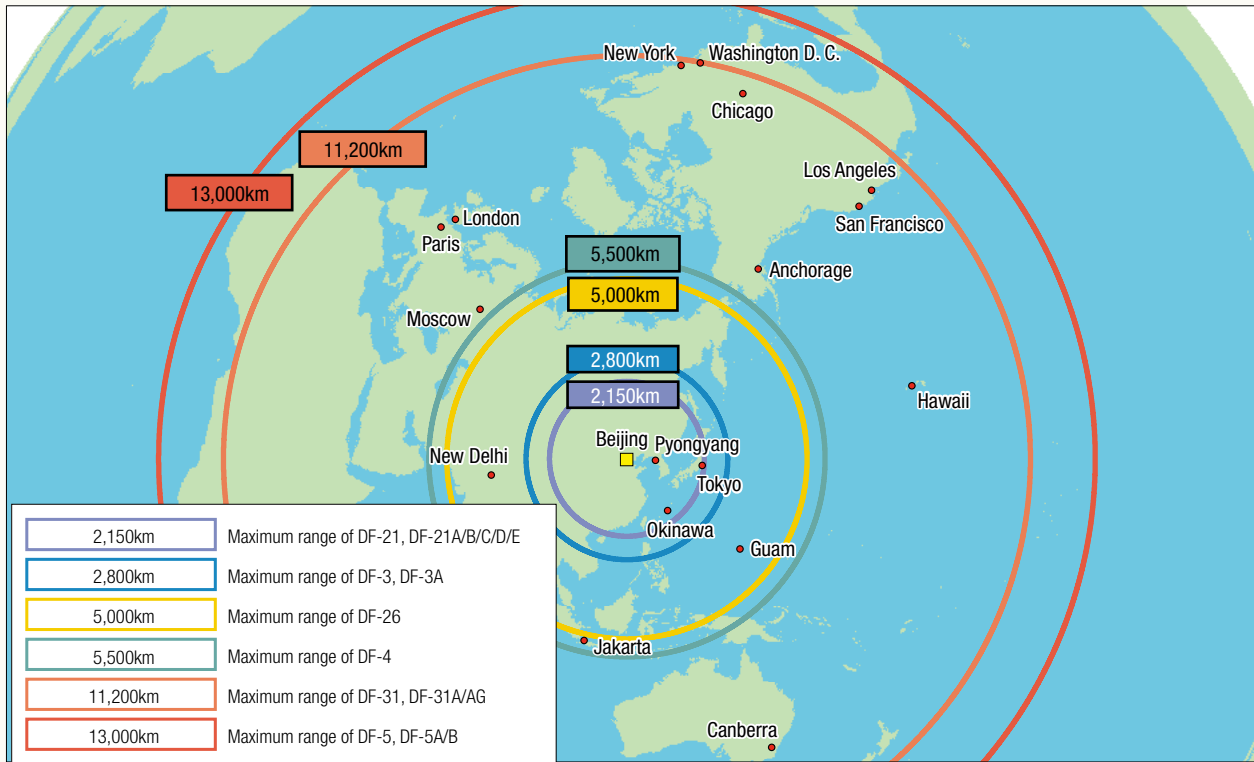 New York
Washington D. C.
Chicago
11,200km
Los Angeles
13,000km
London
San Francisco
Paris
5,500km
Anchorage
5,000km
Moscow
2,800km
Hawaii
2,150km
Beijing
Pyongyang
New Delhi
Tokyo
Okinawa
Guam
Jakarta
Canberra
2,150km Maximum range of DF-21, DF-21A/B/C/D/E
2,800km Maximum range of DF-3, DF-3A
5,000km Maximum range of DF-26
5,500km Maximum range of DF-4
11,200km Maximum range of DF-31, DF-31A/AG
13,000km Maximum range of DF-5, DF-5A/B